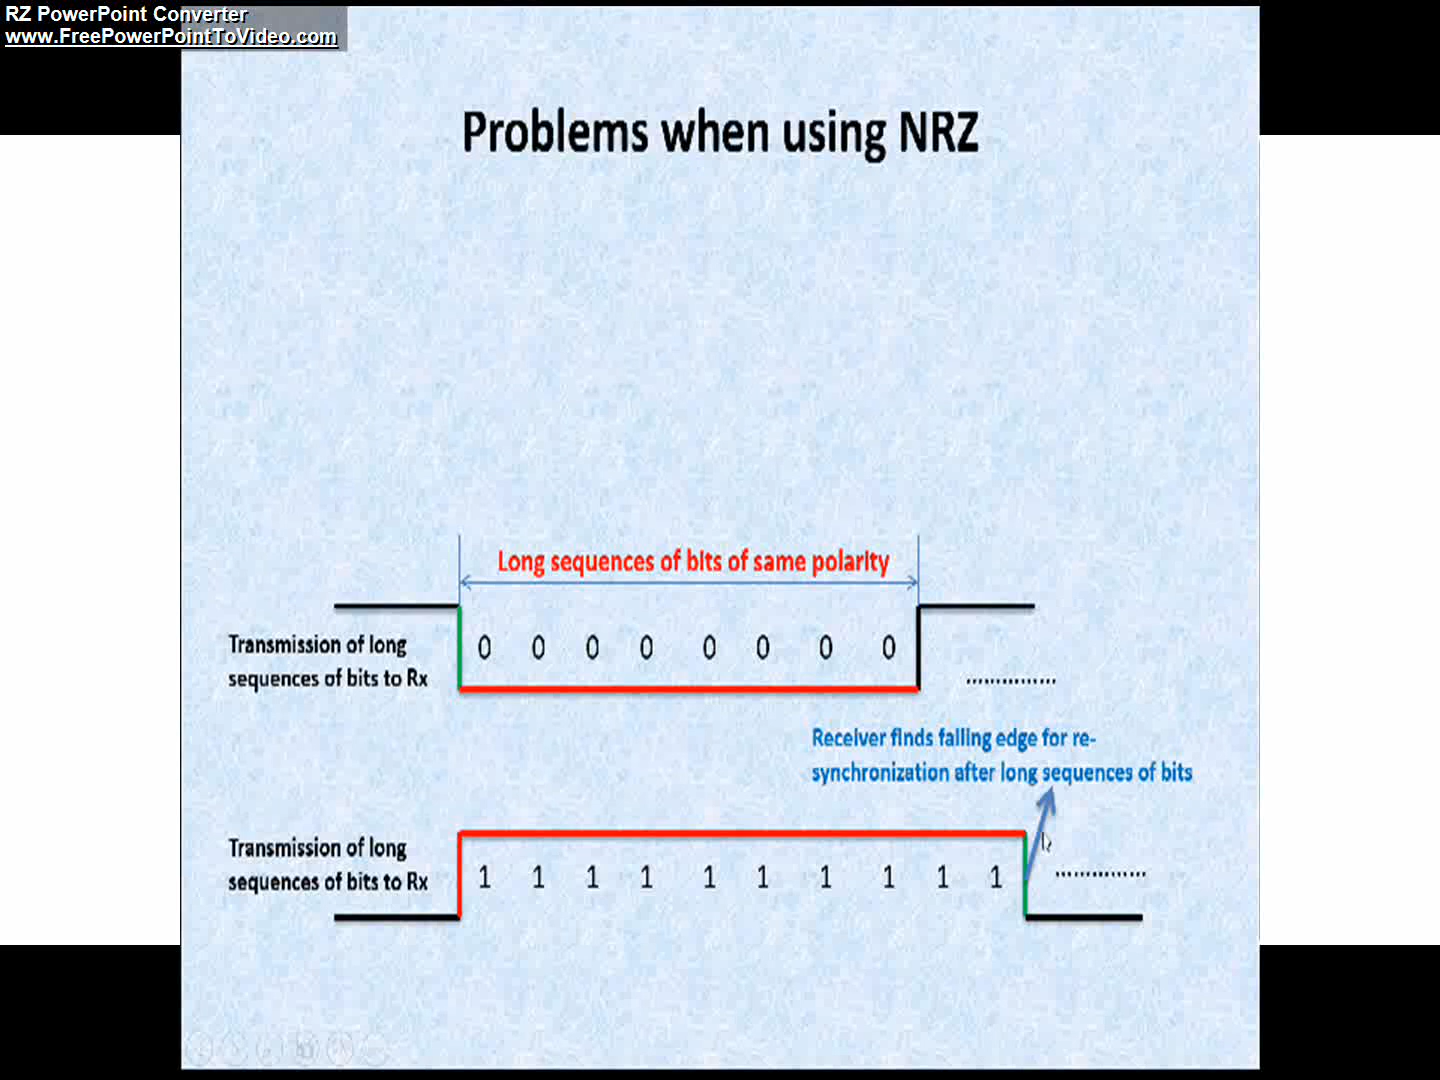 RZ PowerPoint Converter
www.FreePowerPointToVideo.com
Problems when using NRZ
Long sequences of bits of same polarity
Transmission of long
sequences of bits to Rx
0 0 0 0 0 0 0 0
...............
Receiver finds falling edge for re-
synchronization after long sequences of bits
Transmission of long
sequences of bits to Rx
1 1 1 1 1 1 1 1 1 1
...............